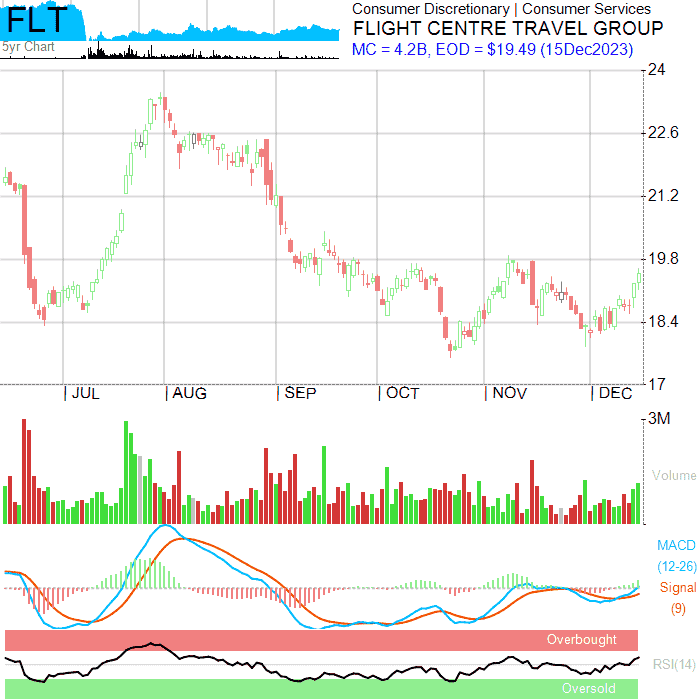 FLT
5yr Chart
Consumer Discretionary | Consumer Services
FLIGHT CENTRE TRAVEL GROUP
MC = 4.2B, EOD = $19.49 (15Dec2023)
24
22.6
21.2
19.8
18.4
17
| JUL | AUG | SEP | OCT | NOV | DEC
3M
Volume
MACD
(12-26)
Signal
(9)
Overbought
RSI(14)
Oversold